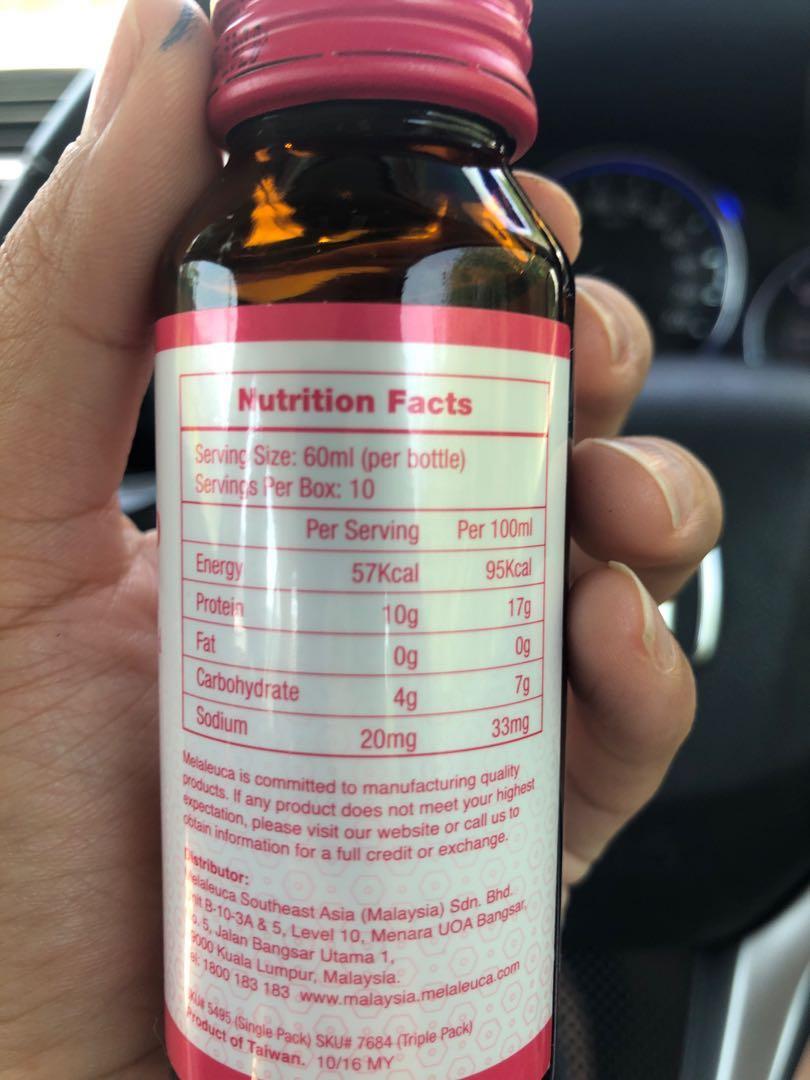 Nutrition Facts
Serving Size: 60ml (per bottle)
Servings Per Box: 10
Per Serving Per 100ml
Energy 57Kcal 95Kcal
Protein 10g 17g
Fat 0g 0g
Carbohydrate 4g 7g
Sodium 20mg 33mg
Melaleuca is committed to manufacturing quality
products. If any product does not meet your highest
expectation, please visit our website or call us to
obtain information for a full credit or exchange.
Distributor:
Melaleuca Southeast Asia (Malaysia) Sdn. Bhd.
Unit B-10-3A & 5, Level 10, Menara UOA Bangsar,
No. 5, Jalan Bangsar Utama 1,
9000 Kuala Lumpur, Malaysia.
el: 1800 183 183 www.malaysia.melaleuca.com
SKU# 5495 (Single Pack) SKU# 7684 (Triple Pack)
Product of Taiwan. 10/16 MY